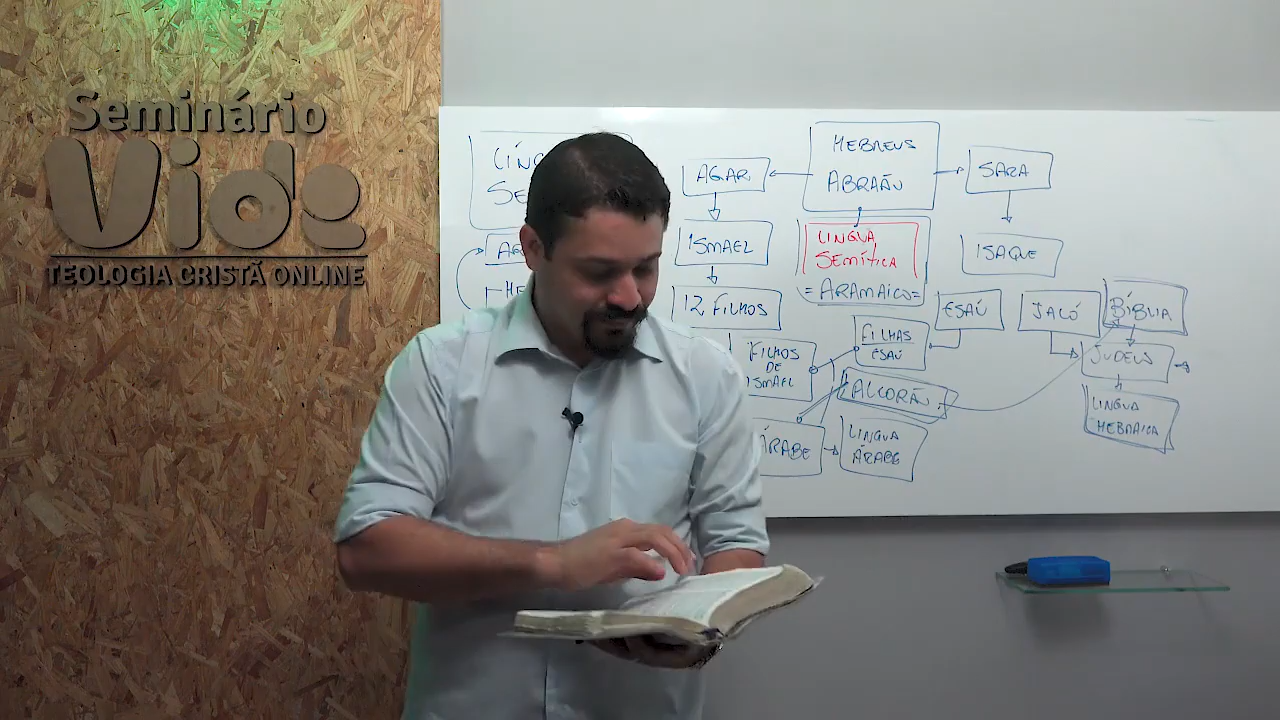 Seminário
Vide
TEOLOGIA CRISTÃ ONLINE
HEBREUS
ABRAÃO
AGAR
SARA
ISMAEL
LINGUA
SEMÍTICA
=ARAMAICO=
ISAQUE
12 FILHOS
ESAÚ
JACÓ
BÍBLIA
FILHAS
ESAÚ
FILHOS
DE
ISMAEL
JUDEUS
ALCORÃO
LINGUA
HEBRAICA
ÁRABE
LINGUA
ÁRABE